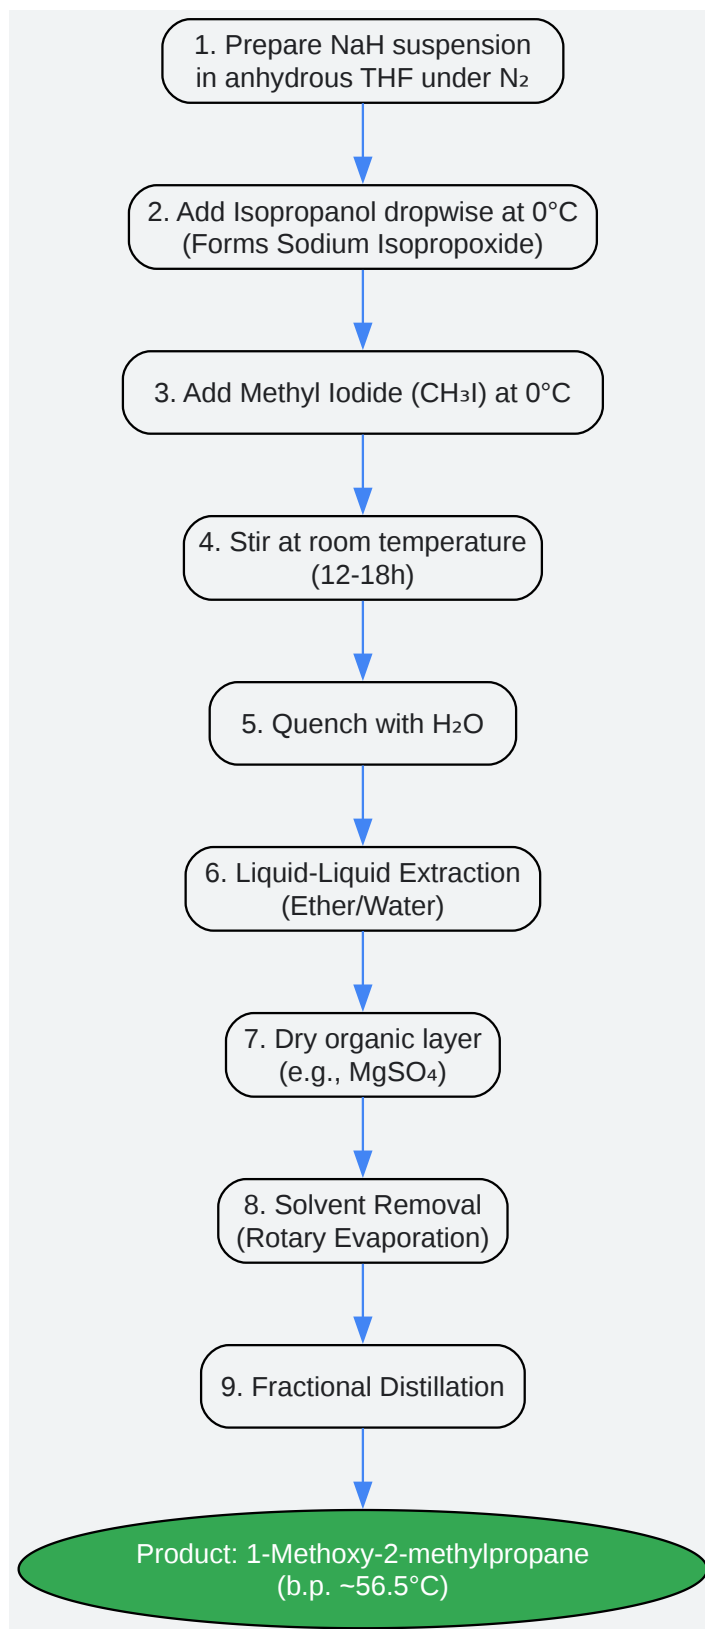 1. Prepare NaH suspension
in anhydrous THF under N₂
2. Add Isopropanol dropwise at 0°C
(Forms Sodium Isopropoxide)
3. Add Methyl Iodide (CH₃I) at 0°C
4. Stir at room temperature
(12-18h)
5. Quench with H₂O
6. Liquid-Liquid Extraction
(Ether/Water)
7. Dry organic layer
(e.g., MgSO₄)
8. Solvent Removal
(Rotary Evaporation)
9. Fractional Distillation
Product: 1-Methoxy-2-methylpropane
(b.p. ~56.5°C)